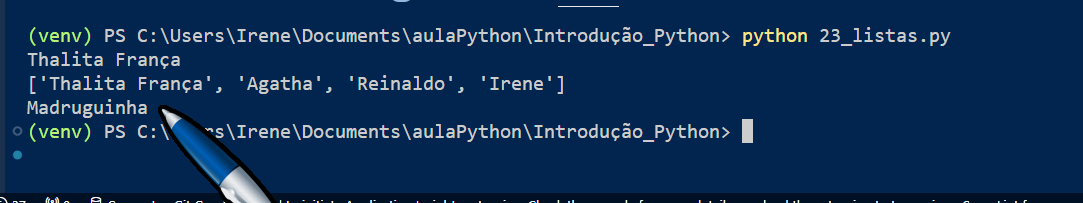 (venv) PS C:\Users\Irene\Documents\aulaPython\Introdução_Python> python 23_listas.py
Thalita França
['Thalita França', 'Agatha', 'Reinaldo', 'Irene']
Madruguinha
(venv) PS C:\Users\Irene\Documents\aulaPython\Introdução_Python>